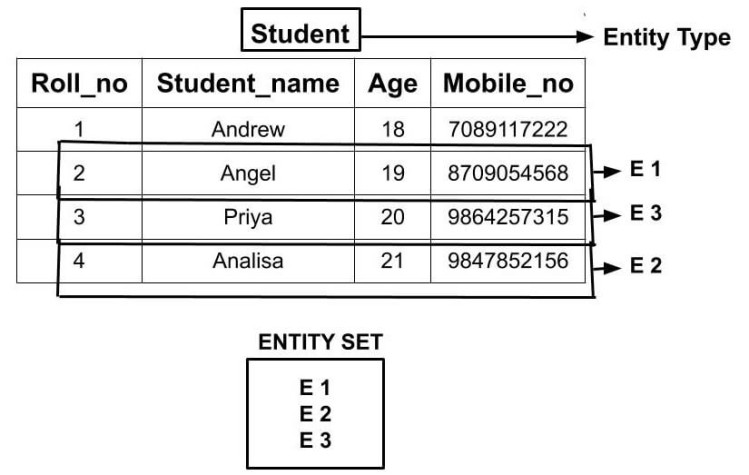 Student Entity Type
Roll_no Student_name Age Mobile_no
1 Andrew 18 7089117222
2 Angel 19 8709054568 E 1
3 Priya 20 9864257315 E 3
4 Analisa 21 9847852156 E 2
ENTITY SET
E 1
E 2
E 3